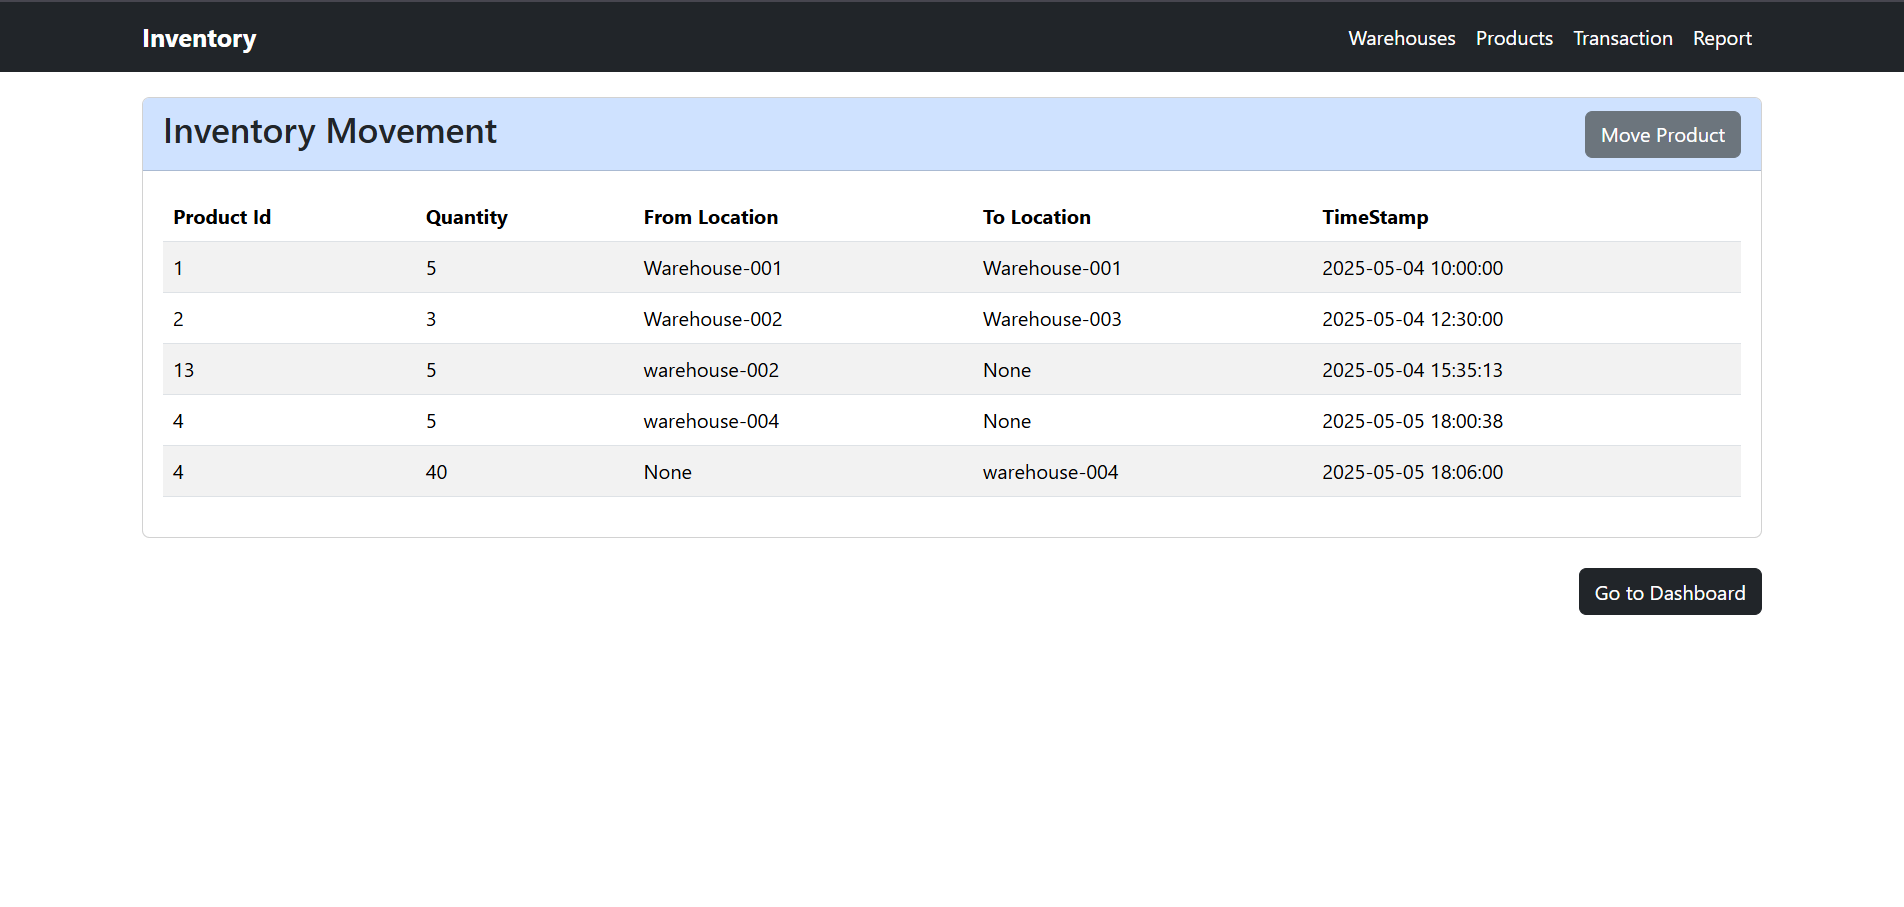 Inventory Warehouses Products Transaction Report
Inventory Movement Move Product
Product Id Quantity From Location To Location TimeStamp
1 5 Warehouse-001 Warehouse-001 2025-05-04 10:00:00
2 3 Warehouse-002 Warehouse-003 2025-05-04 12:30:00
13 5 warehouse-002 None 2025-05-04 15:35:13
4 5 warehouse-004 None 2025-05-05 18:00:38
4 40 None warehouse-004 2025-05-05 18:06:00
Go to Dashboard